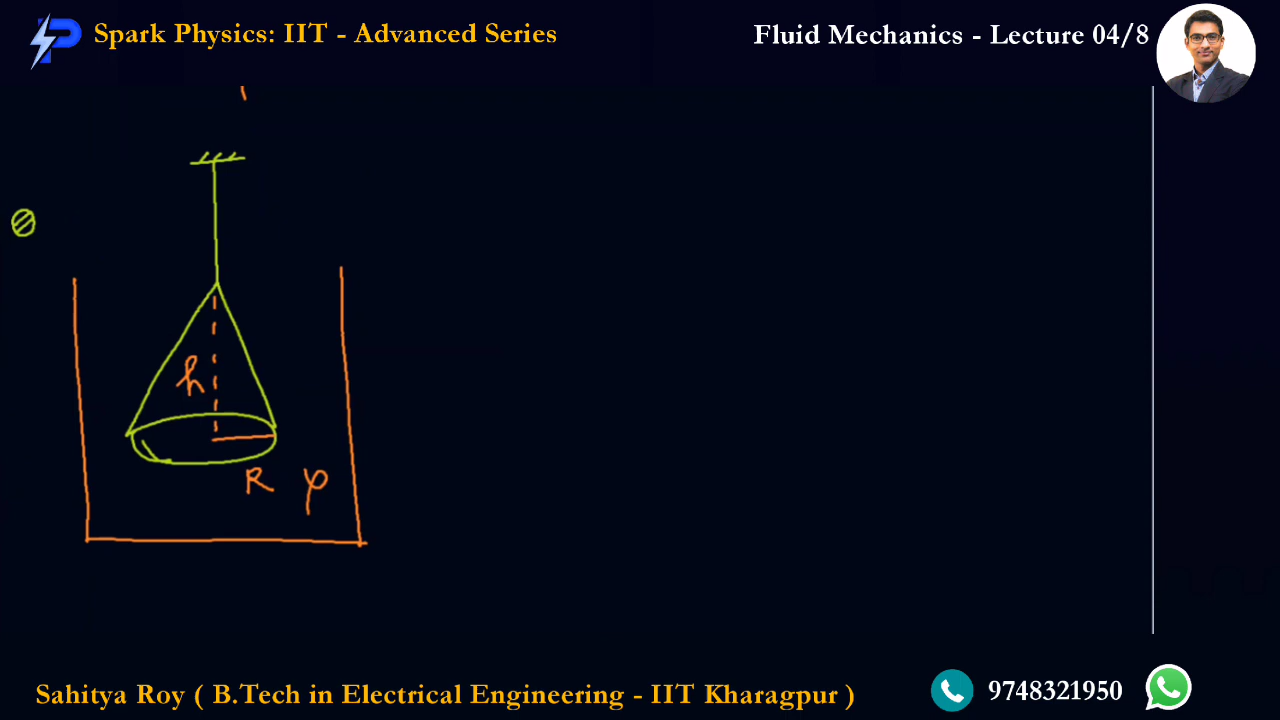 Spark Physics: IIT - Advanced Series
Fluid Mechanics - Lecture 04/8
h
R ρ
Sahitya Roy ( B.Tech in Electrical Engineering - IIT Kharagpur )
9748321950